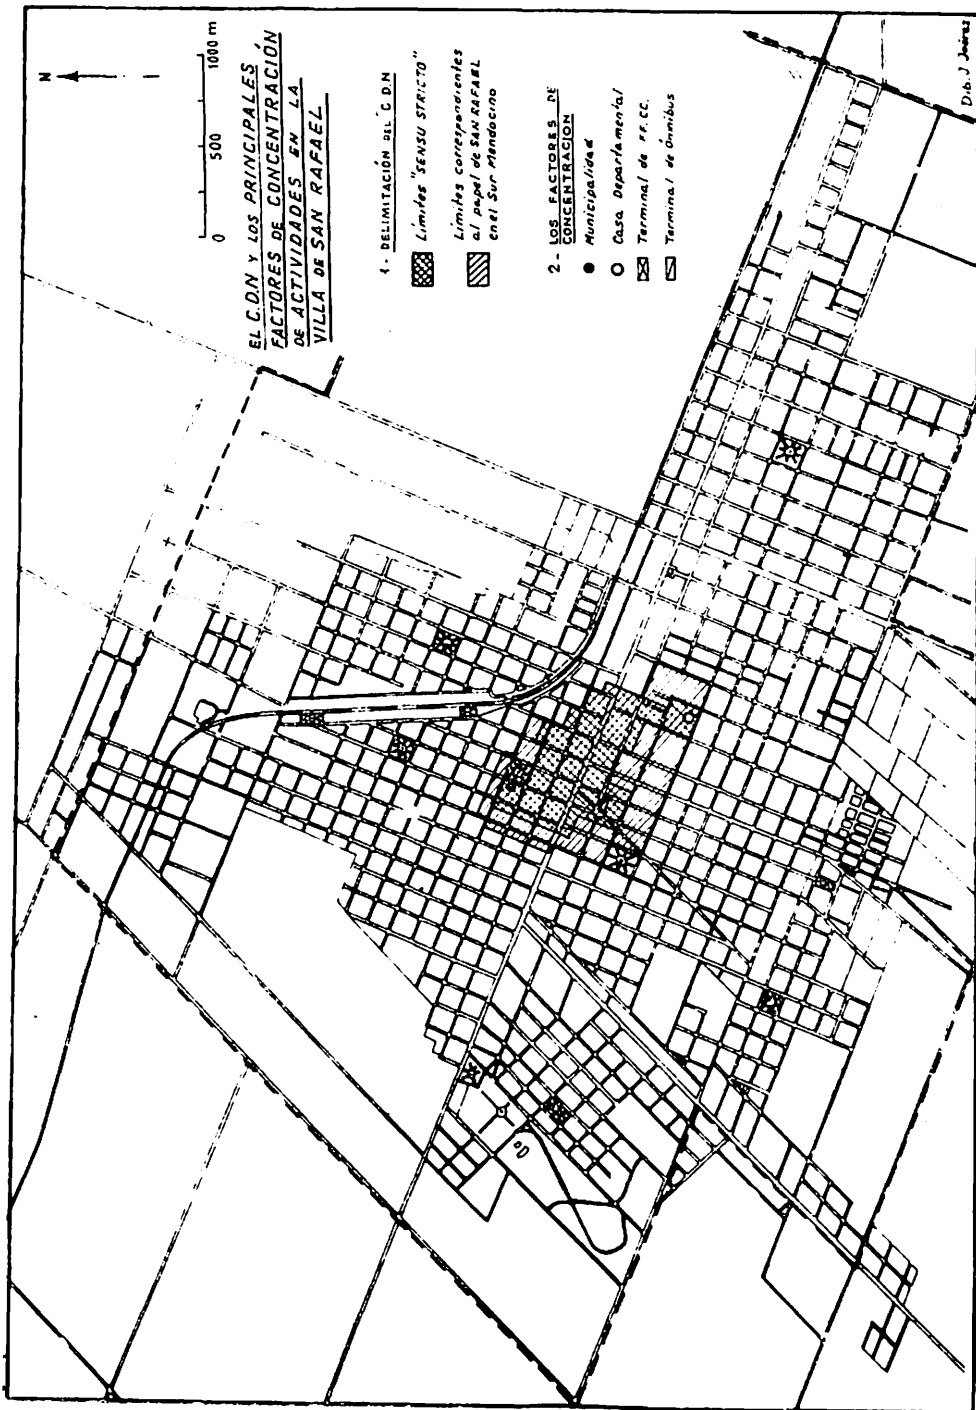 N
0 500 1000 m
EL C.D.N Y LOS PRINCIPALES
FACTORES DE CONCENTRACIÓN
DE ACTIVIDADES EN LA
VILLA DE SAN RAFAEL
1- DELIMITACIÓN DEL C.D.N
Límites "SENSU STRICTO"
Límites correspondientes
al papel de SAN RAFAEL
en el Sur Mendocino
2- LOS FACTORES DE
CONCENTRACIÓN
Municipalidad
Casa Departamental
Terminal de FF.CC.
Terminal de Omnibus
Dib. J